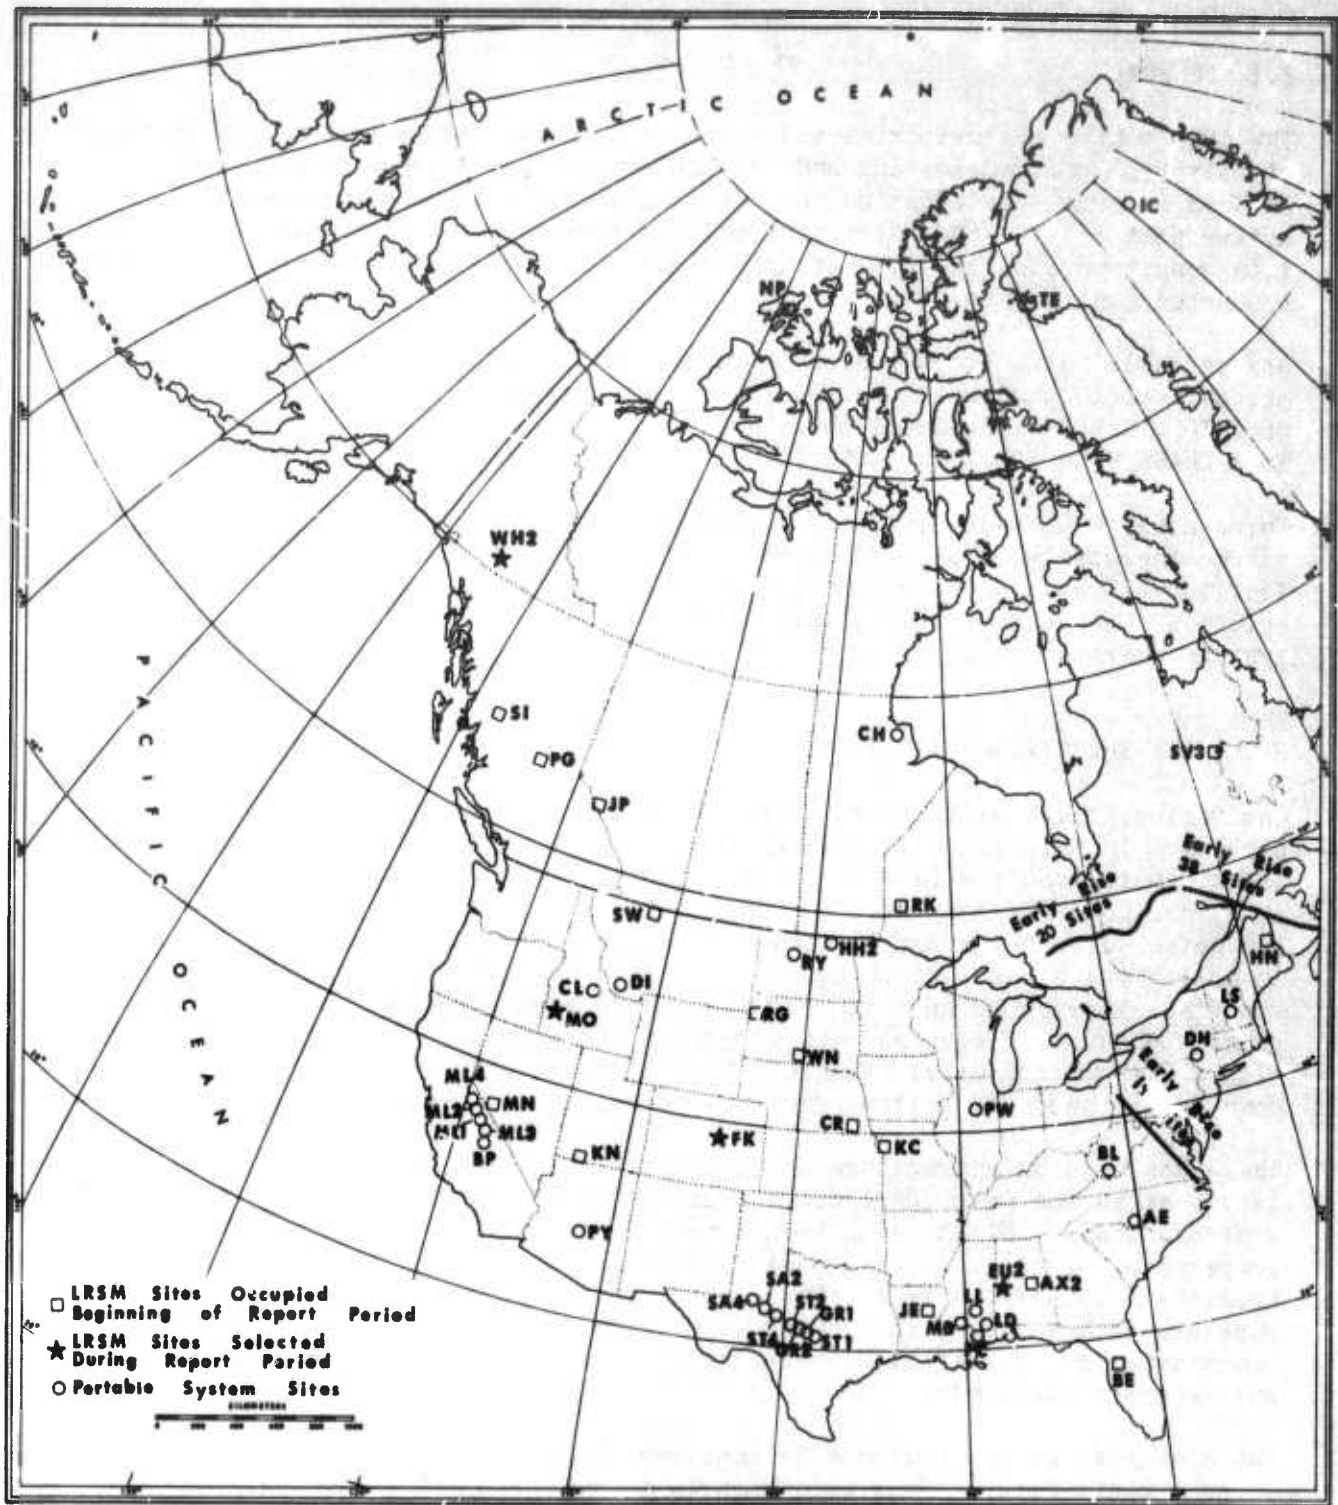 ARCTIC OCEAN
IC
TE
NP
WH2
SI
PG
JP
CH
SV3
Early Rise
38 Sites
Early Rise
20 Sites
RK
SW
HH2
RY
HN
CL
DI
MO
RG
LS
WN
DH
Early Rise
ML4
MN
ML2
ML1
ML3
BP
PW
CR
KC
FK
KN
BL
PY
AE
PACIFIC OCEAN
EU2
AX2
SA2
SA4
ST2
GR1
JE
LL
LD
ST4
GR2
ST1
BE
LRSM Sites Occupied
Beginning of Report Period
LRSM Sites Selected
During Report Period
Portable System Sites
KILOMETERS